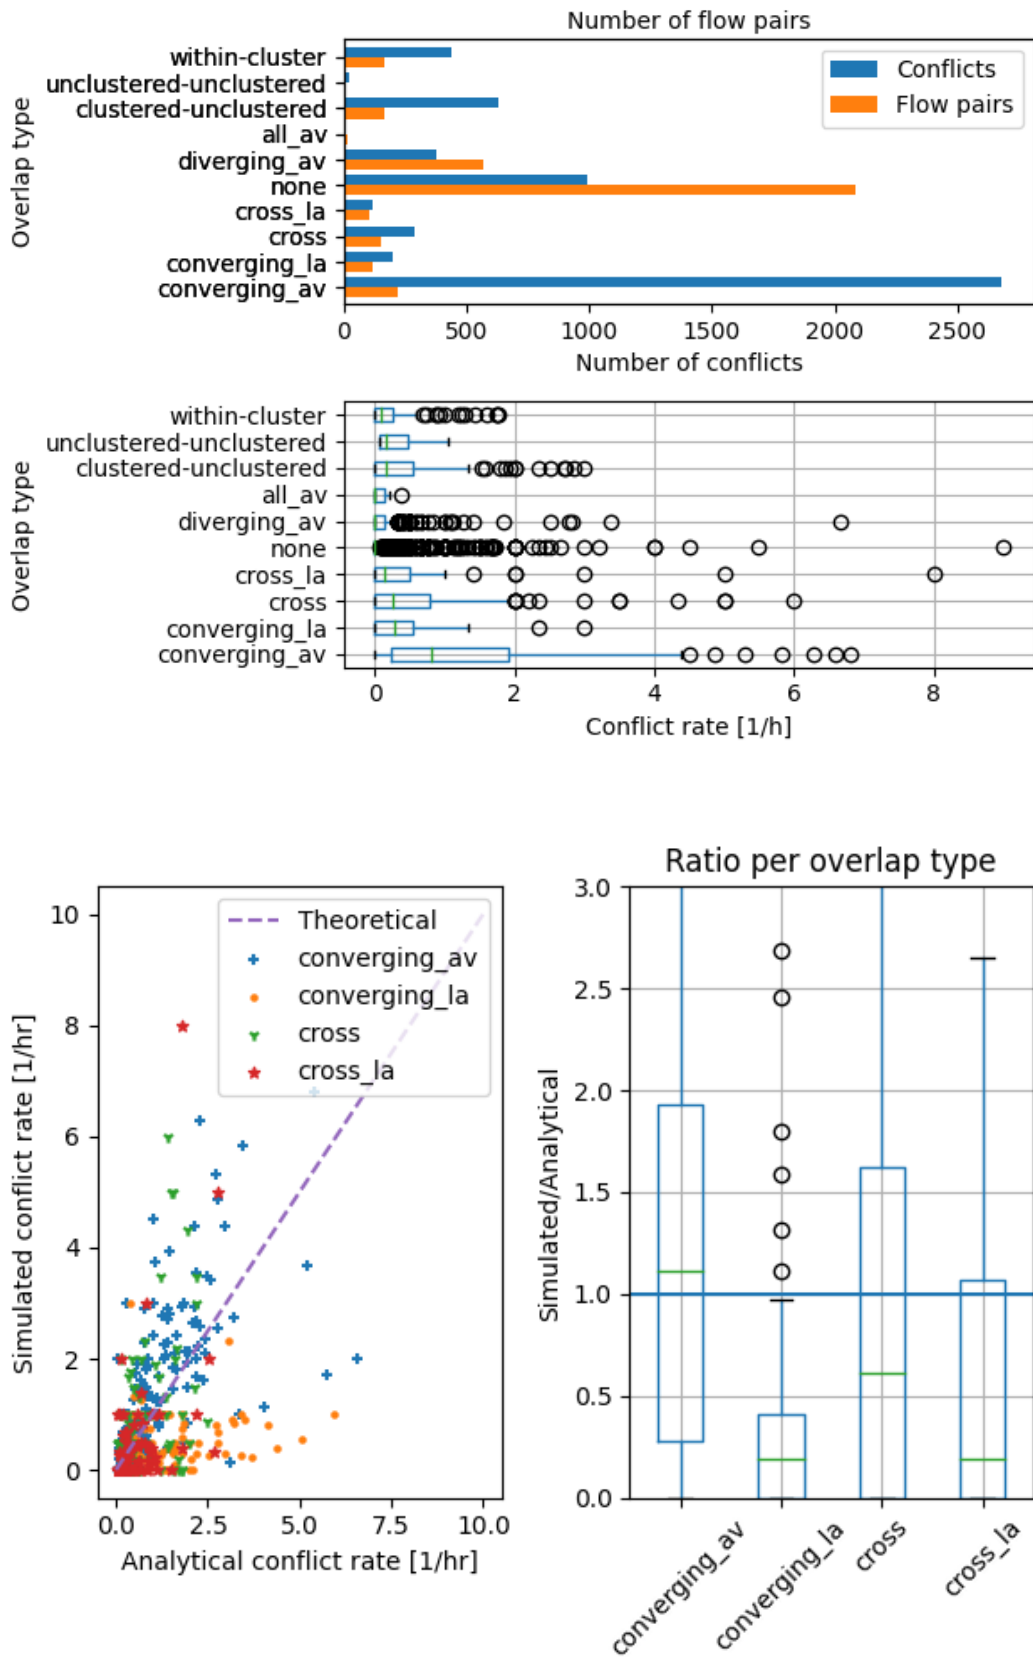 Number of flow pairs
Overlap type
within-cluster
unclustered-unclustered
clustered-unclustered
all_av
diverging_av
none
cross_la
cross
converging_la
converging_av
Conflicts
Flow pairs
0 500 1000 1500 2000 2500
Number of conflicts
Overlap type
within-cluster
unclustered-unclustered
clustered-unclustered
all_av
diverging_av
none
cross_la
cross
converging_la
converging_av
0 2 4 6 8
Conflict rate [1/h]
Simulated conflict rate [1/hr]
10
8
6
4
2
0
Theoretical
converging_av
converging_la
cross
cross_la
0.0 2.5 5.0 7.5 10.0
Analytical conflict rate [1/hr]
Ratio per overlap type
Simulated/Analytical
3.0
2.5
2.0
1.5
1.0
0.5
0.0
converging_av
converging_la
cross
cross_la